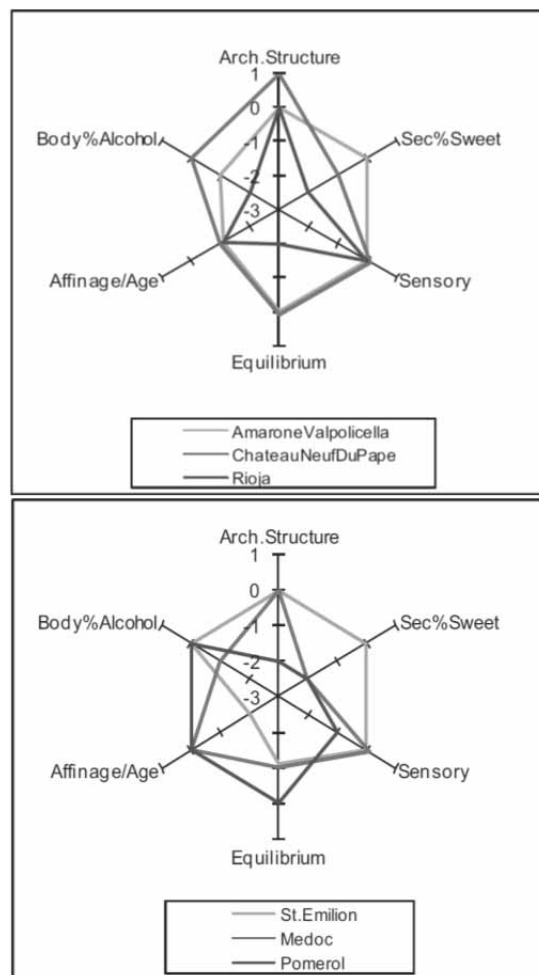 Arch.Structure
1
Body%Alcohol
0
Sec%Sweet
-1
-2
-3
Affinage/Age
Sensory
Equilibrium
AmaroneValpolicella
ChateauNeufDuPape
Rioja
Arch.Structure
1
0
Body%Alcohol
Sec%Sweet
-1
-2
-3
Affinage/Age
Sensory
Equilibrium
St.Emilion
Medoc
Pomerol